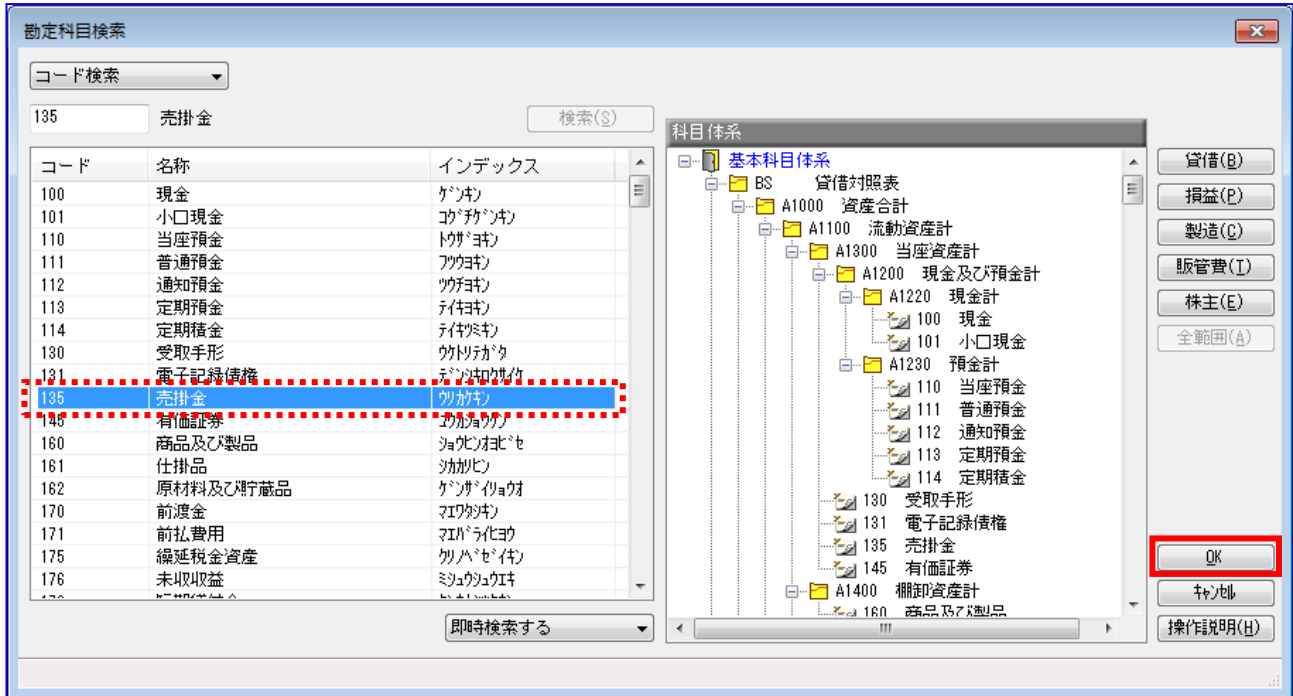 勘定科目検索
コード検索
135 売掛金 検索(S)
コード 名称 インデックス
100 現金 ｹﾞﾝｷﾝ
101 小口現金 ｺｸﾞﾁｹﾞﾝｷﾝ
110 当座預金 ﾄｳｻﾞﾖｷﾝ
111 普通預金 ﾌﾂｳﾖｷﾝ
112 通知預金 ﾂｳﾁﾖｷﾝ
113 定期預金 ﾃｲｷﾖｷﾝ
114 定期積金 ﾃｲｷﾂﾐｷﾝ
130 受取手形 ｳｹﾄﾘﾃｶﾞﾀ
131 電子記録債権 ﾃﾞﾝｼｷﾛｸｻｲｹ
135 売掛金 ｳﾘｶｹｷﾝ
145 有価証券 ﾕｳｶｼｮｳｹﾝ
160 商品及び製品 ｼｮｳﾋﾝｵﾖﾋﾞｾ
161 仕掛品 ｼｶｶﾘﾋﾝ
162 原材料及び貯蔵品 ｹﾞﾝｻﾞｲﾘｮｳｵ
170 前渡金 ﾏｴﾜﾀｼｷﾝ
171 前払費用 ﾏｴﾊﾞﾗｲﾋﾖｳ
175 繰延税金資産 ｸﾘﾉﾍﾞｾﾞｲｷﾝ
176 未収収益 ﾐｼｭｳｼｭｳｴｷ
即時検索する
科目体系
基本科目体系
BS 貸借対照表
A1000 資産合計
A1100 流動資産計
A1300 当座資産計
A1200 現金及び預金計
A1220 現金計
100 現金
101 小口現金
A1230 預金計
110 当座預金
111 普通預金
112 通知預金
113 定期預金
114 定期積金
130 受取手形
131 電子記録債権
135 売掛金
145 有価証券
A1400 棚卸資産計
160 商品及び製品
貸借(B)
損益(P)
製造(C)
販管費(I)
株主(E)
全範囲(A)
OK
ｷｬﾝｾﾙ
操作説明(H)